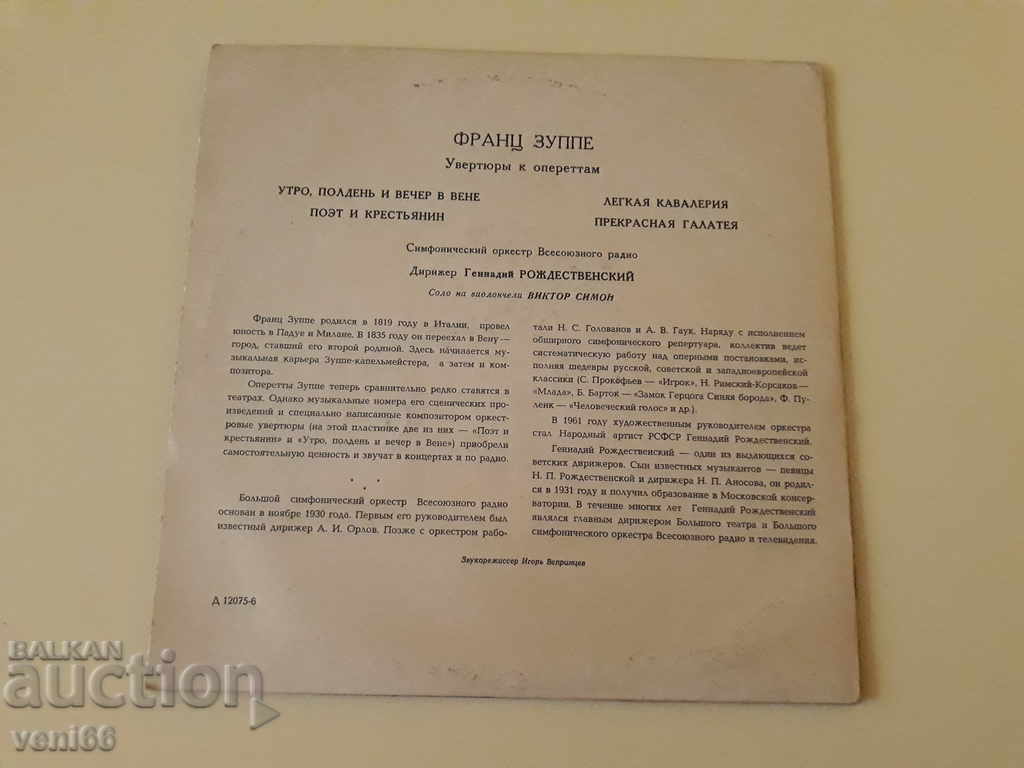 ФРАНЦ ЗУППЕ
Увертюры к опереттам
УТРО, ПОЛДЕНЬ И ВЕЧЕР В ВЕНЕ
ПОЭТ И КРЕСТЬЯНИН
ЛЕГКАЯ КАВАЛЕРИЯ
ПРЕКРАСНАЯ ГАЛАТЕЯ
Симфонический оркестр Всесоюзного радио
Дирижер Геннадий РОЖДЕСТВЕНСКИЙ
Соло на виолончели ВИКТОР СИМОН
Франц Зуппе родился в 1819 году в Италии, провел
юность в Падуе и Милане. В 1835 году он переехал в Вену —
город, ставший его второй родиной. Здесь начинается му-
зыкальная карьера Зуппе-капельмейстера, а затем и ком-
позитора.
Оперетты Зуппе теперь сравнительно редко ставятся в
театрах. Однако музыкальные номера его сценических про-
изведений и специально написанные композитором оркест-
ровые увертюры (на этой пластинке две из них — «Поэт и
крестьянин» и «Утро, полдень и вечер в Вене») приобрели
самостоятельную ценность и звучат в концертах и по радио.
* * *
Большой симфонический оркестр Всесоюзного радио
основан в ноябре 1930 года. Первым его руководителем был
известный дирижер А. И. Орлов. Позже с оркестром рабо-
тали Н. С. Голованов и А. В. Гаук. Наряду с исполнением
обширного симфонического репертуара, коллектив ведет
систематическую работу над оперными постановками, ис-
полняя шедевры русской, советской и западноевропейской
классики (С. Прокофьев — «Игрок», Н. Римский-Корсаков—
«Млада», Б. Барток — «Замок Герцога Синяя борода», Ф. Пу-
ленк — «Человеческий голос» и др.).
В 1961 году художественным руководителем оркестра
стал Народный артист РСФСР Геннадий Рождественский.
Геннадий Рождественский — один из выдающихся со-
ветских дирижеров. Сын известных музыкантов — певицы
Н. П. Рождественской и дирижера Н. П. Аносова, он родил-
ся в 1931 году и получил образование в Московской консер-
ватории. В течение многих лет Геннадий Рождественский
являлся главным дирижером Большого театра и Большого
симфонического оркестра Всесоюзного радио и телевидения.
Звукорежиссер Игорь Вепринцев
Д 12075-6
BALKAN
auction
veni66